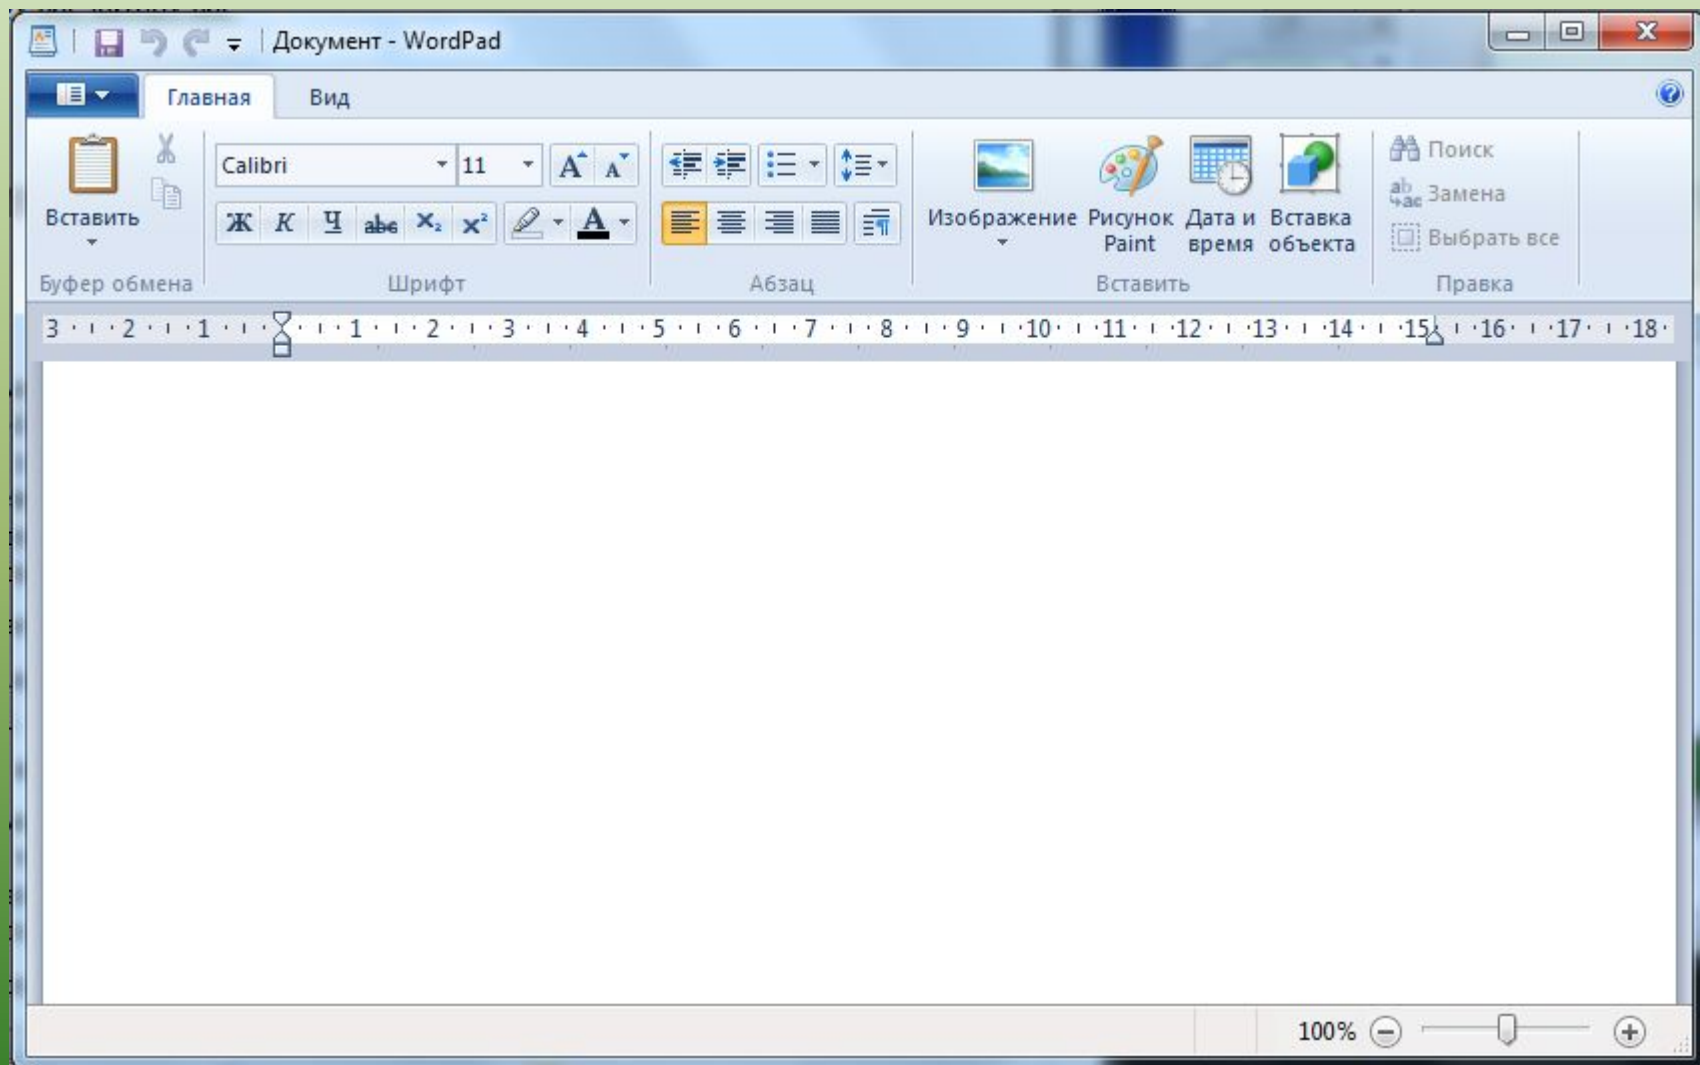 Документ - WordPad
Главная Вид
Вставить
Calibri 11 A A
Ж К Ч abc X₂ x² A
Изображение
Рисунок Paint
Дата и время
Вставка объекта
Поиск
Замена
Выбрать все
Буфер обмена Шрифт Абзац Вставить Правка
3 2 1 1 2 3 4 5 6 7 8 9 10 11 12 13 14 15 16 17 18
100%